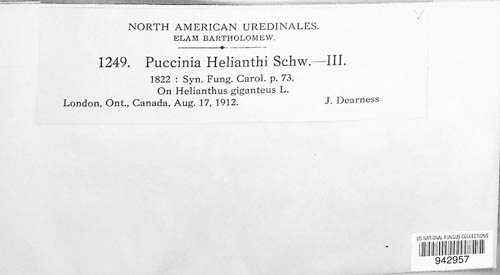 NORTH AMERICAN UREDINALES.
ELAM BARTHOLOMEW.
1249. Puccinia Helianthi Schw.—III.
1822 : Syn. Fung. Carol. p. 73.
On Helianthus giganteus L.
London, Ont., Canada, Aug. 17, 1912. J. Dearness
US NATIONAL FUNGUS COLLECTIONS
942957